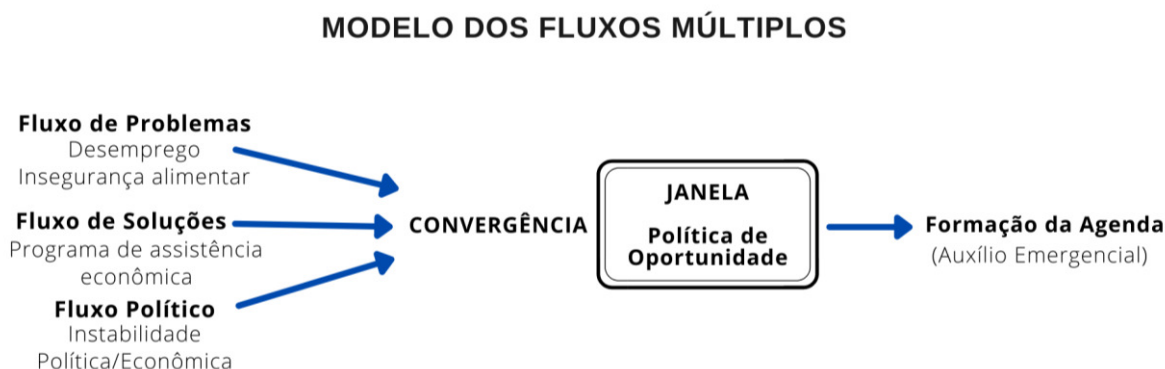 MODELO DOS FLUXOS MÚLTIPLOS
Fluxo de Problemas
Desemprego
Insegurança alimentar
Fluxo de Soluções
Programa de assistência
econômica
Fluxo Político
Instabilidade
Política/Econômica
CONVERGÊNCIA
JANELA
Política de
Oportunidade
Formação da Agenda
(Auxílio Emergencial)